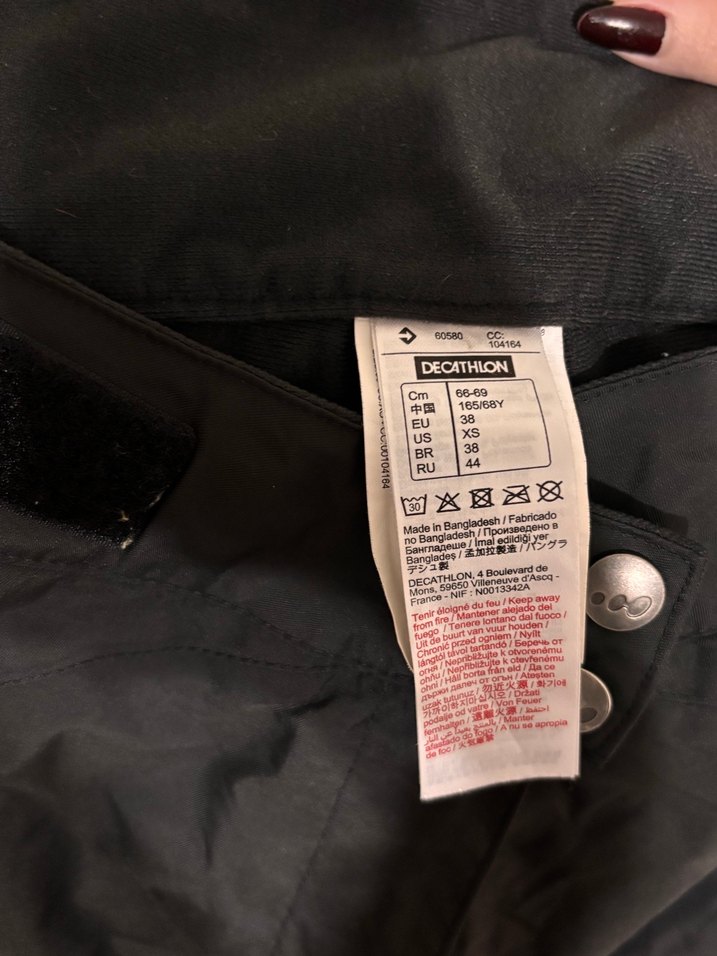 60580 CC:
104164
DECATHLON
Cm 66-69
中国 165/68Y
EU 38
US XS
BR 38
RU 44
30
Made in Bangladesh / Fabricado
no Bangladesh / Произведено в
Бангладеше / İmal edildiği yer
Bangladeş / 孟加拉製造 / バングラ
デシュ製
DECATHLON, 4 Boulevard de
Mons, 59650 Villeneuve d'Ascq -
France - NIF : N0013342A
Tenir éloigné du feu / Keep away
from fire / Mantener alejado del
fuego / Tenere lontano dal fuoco /
Uit de buurt van vuur houden /
Chronić przed ogniem / Nyílt
lángtól távol tartandó / Беречь от
огня / Nepribližujte k otvorenému
ohňu / Nepřibližujte k otevřenému
ohni / Håll borta från eld / Да се
държи далеч от огън / Ateşten
uzak tutunuz / 勿近火源 / 화기에
가까이하지마십시오 / Držati
podalje od vatre / Von Feuer
fernhalten / 遠離火源 / احتفظ
بالمنتج بعيدا عن النار / Manter
afastado do fogo / A nu se apropia
de foc / 火気厳禁